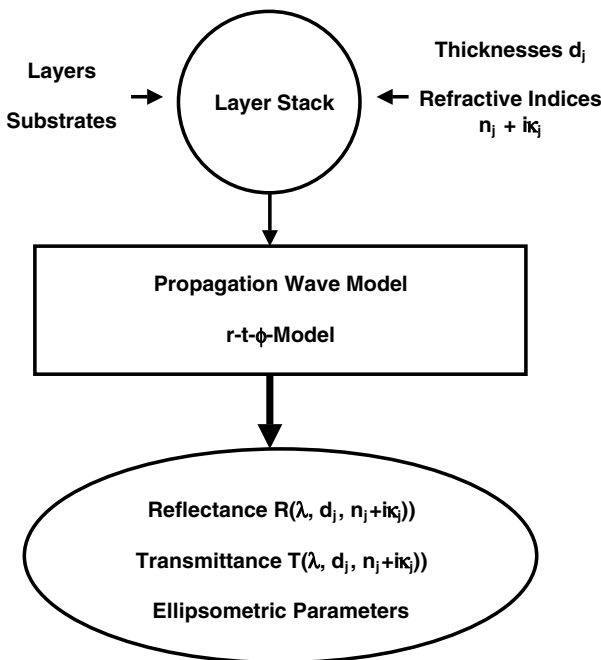 Layers
Substrates
Layer Stack
Thicknesses dⱼ
Refractive Indices
nⱼ + iκⱼ
Propagation Wave Model
r-t-ϕ-Model
Reflectance R(λ, dⱼ, nⱼ+iκⱼ))
Transmittance T(λ, dⱼ, nⱼ+iκⱼ))
Ellipsometric Parameters